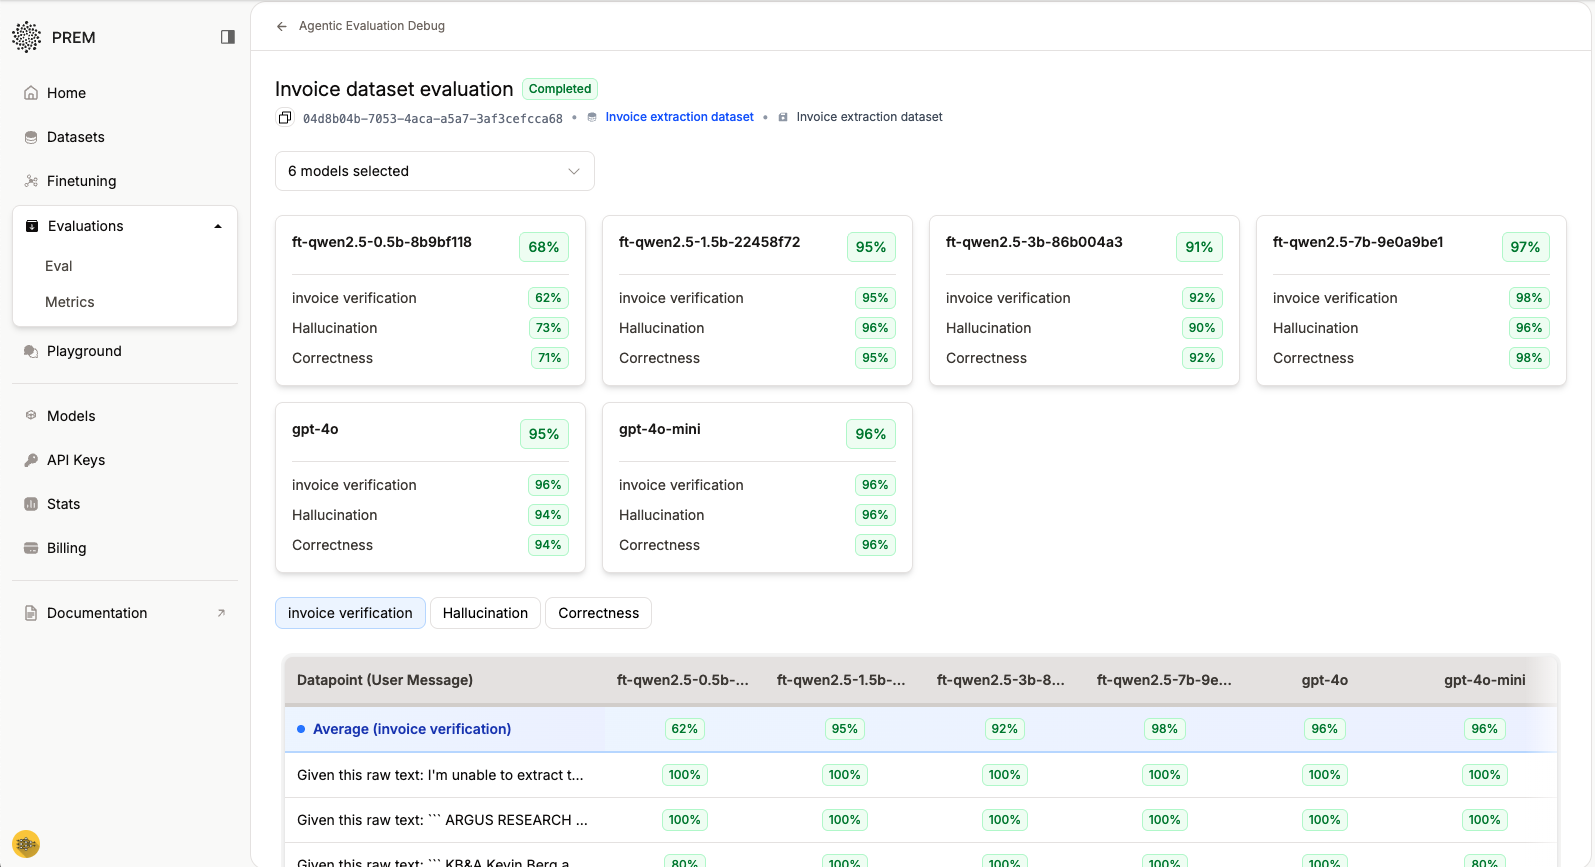 PREM
Home
Datasets
Finetuning
Evaluations
Eval
Metrics
Playground
Models
API Keys
Stats
Billing
Documentation
Agentic Evaluation Debug
Invoice dataset evaluation Completed
04d8b04b-7053-4aca-a5a7-3af3cefcca68 • Invoice extraction dataset • Invoice extraction dataset
6 models selected
ft-qwen2.5-0.5b-8b9bf118 68%
invoice verification 62%
Hallucination 73%
Correctness 71%
ft-qwen2.5-1.5b-22458f72 95%
invoice verification 95%
Hallucination 96%
Correctness 95%
ft-qwen2.5-3b-86b004a3 91%
invoice verification 92%
Hallucination 90%
Correctness 92%
ft-qwen2.5-7b-9e0a9be1 97%
invoice verification 98%
Hallucination 96%
Correctness 98%
gpt-4o 95%
invoice verification 96%
Hallucination 94%
Correctness 94%
gpt-4o-mini 96%
invoice verification 96%
Hallucination 96%
Correctness 96%
invoice verification Hallucination Correctness
Datapoint (User Message) ft-qwen2.5-0.5b-... ft-qwen2.5-1.5b-... ft-qwen2.5-3b-8... ft-qwen2.5-7b-9e... gpt-4o gpt-4o-mini
Average (invoice verification) 62% 95% 92% 98% 96% 96%
Given this raw text: I'm unable to extract t... 100% 100% 100% 100% 100% 100%
Given this raw text: ``` ARGUS RESEARCH ... 100% 100% 100% 100% 100% 100%
Given this raw text: ``` KB&A Kevin Berg a... 80% 100% 100% 100% 100% 80%